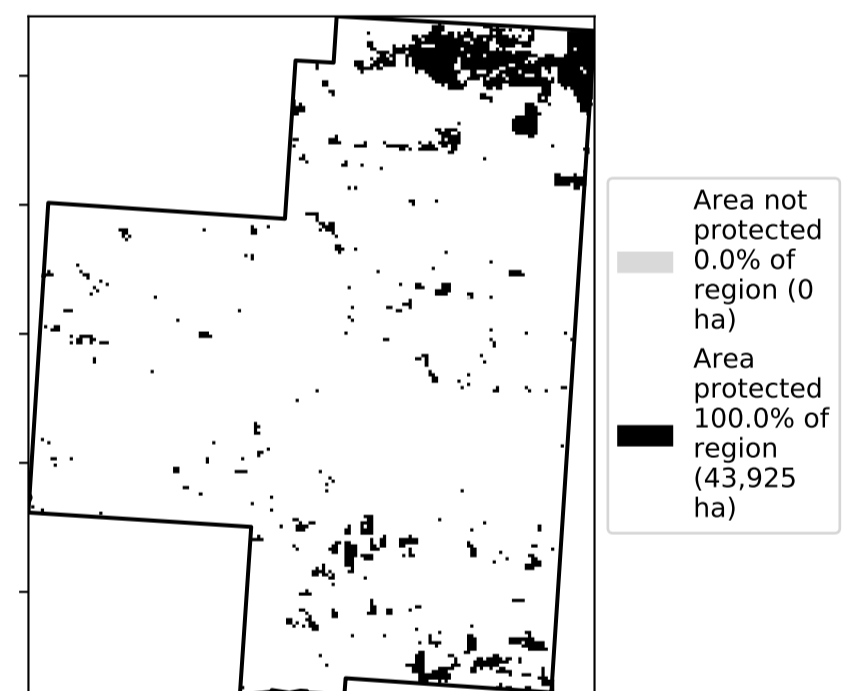 Area not
protected
0.0% of
region (0
ha)
Area
protected
100.0% of
region
(43,925
ha)